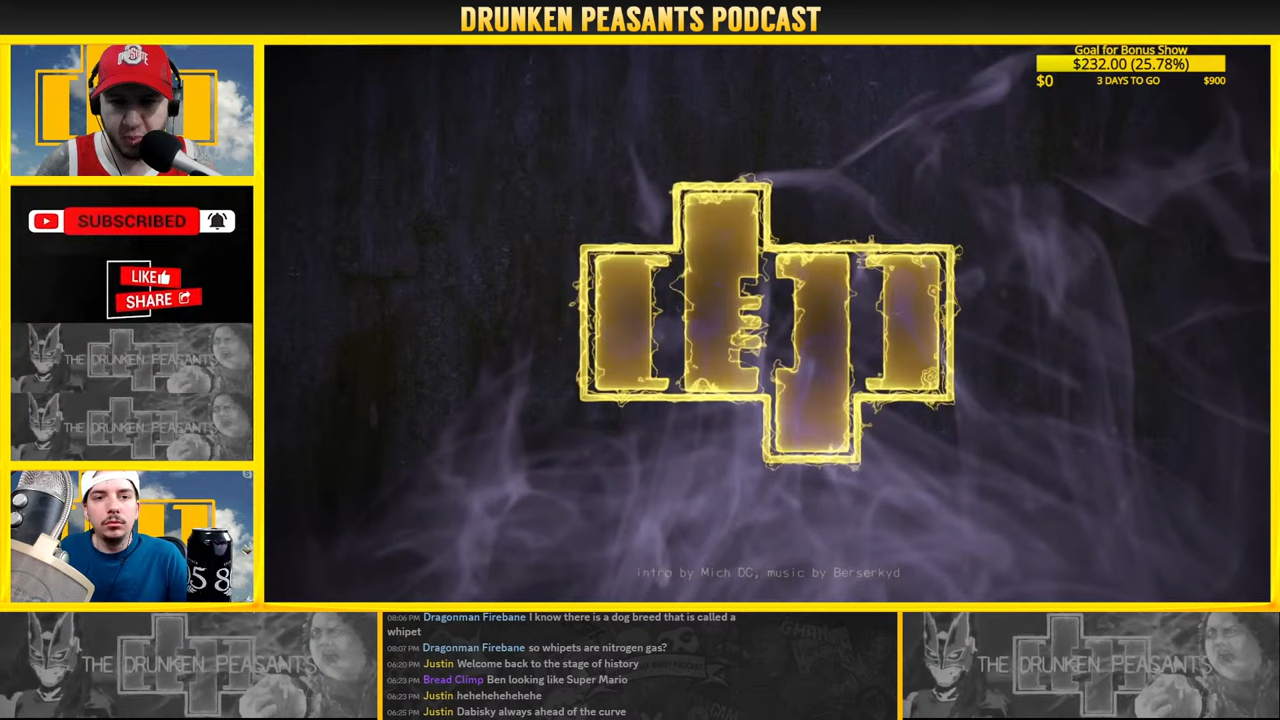 DRUNKEN PEASANTS PODCAST
Goal for Bonus Show
$232.00 (25.78%)
$0 3 DAYS TO GO $900
SUBSCRIBED
LIKE
SHARE
THE DRUNKEN PEASANTS
THE DRUNKEN PEASANTS
58
intro by Mich DC, music by Berserkyd
08:06 PM Dragonman Firebane I know there is a dog breed that is called a
whipet
08:07 PM Dragonman Firebane so whipets are nitrogen gas?
06:20 PM Justin Welcome back to the stage of history
06:23 PM Bread Climp Ben looking like Super Mario
06:23 PM Justin hehehehehehe
06:25 PM Justin Dabisky always ahead of the curve
THE DRUNKEN PEASANTS
THE DRUNKEN PEASANTS